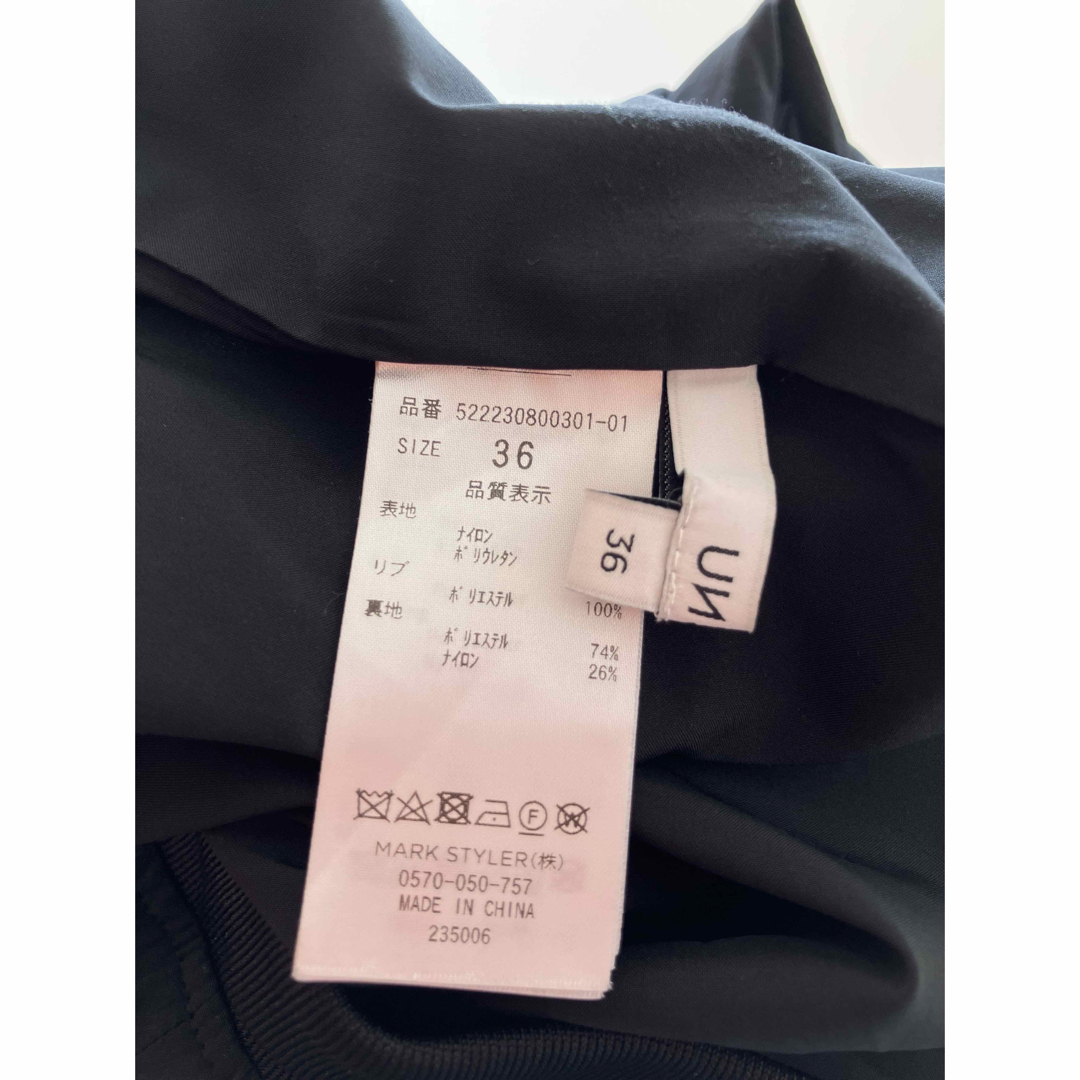 品番 522230800301-01
SIZE 36
品質表示
表地
ナイロン
ポリウレタン
リブ
ポリエステル 100%
裏地
ポリエステル 74%
ナイロン 26%
F
W
MARK STYLER(株)
0570-050-757
MADE IN CHINA
235006
36
UN